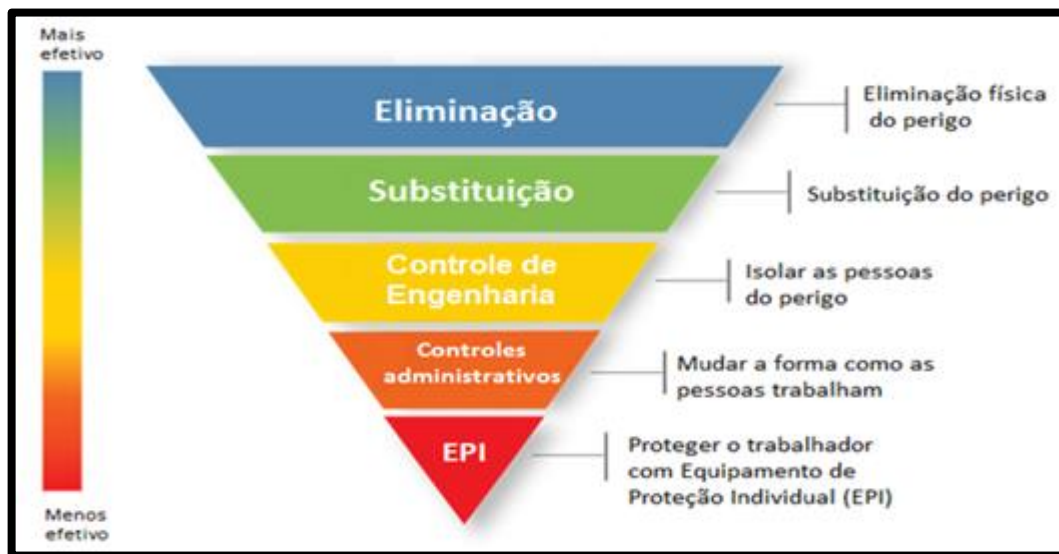 Mais
efetivo
Eliminação
Eliminação física
do perigo
Substituição
Substituição do perigo
Controle de
Engenharia
Isolar as pessoas
do perigo
Controles
administrativos
Mudar a forma como as
pessoas trabalham
EPI
Proteger o trabalhador
com Equipamento de
Proteção Individual (EPI)
Menos
efetivo